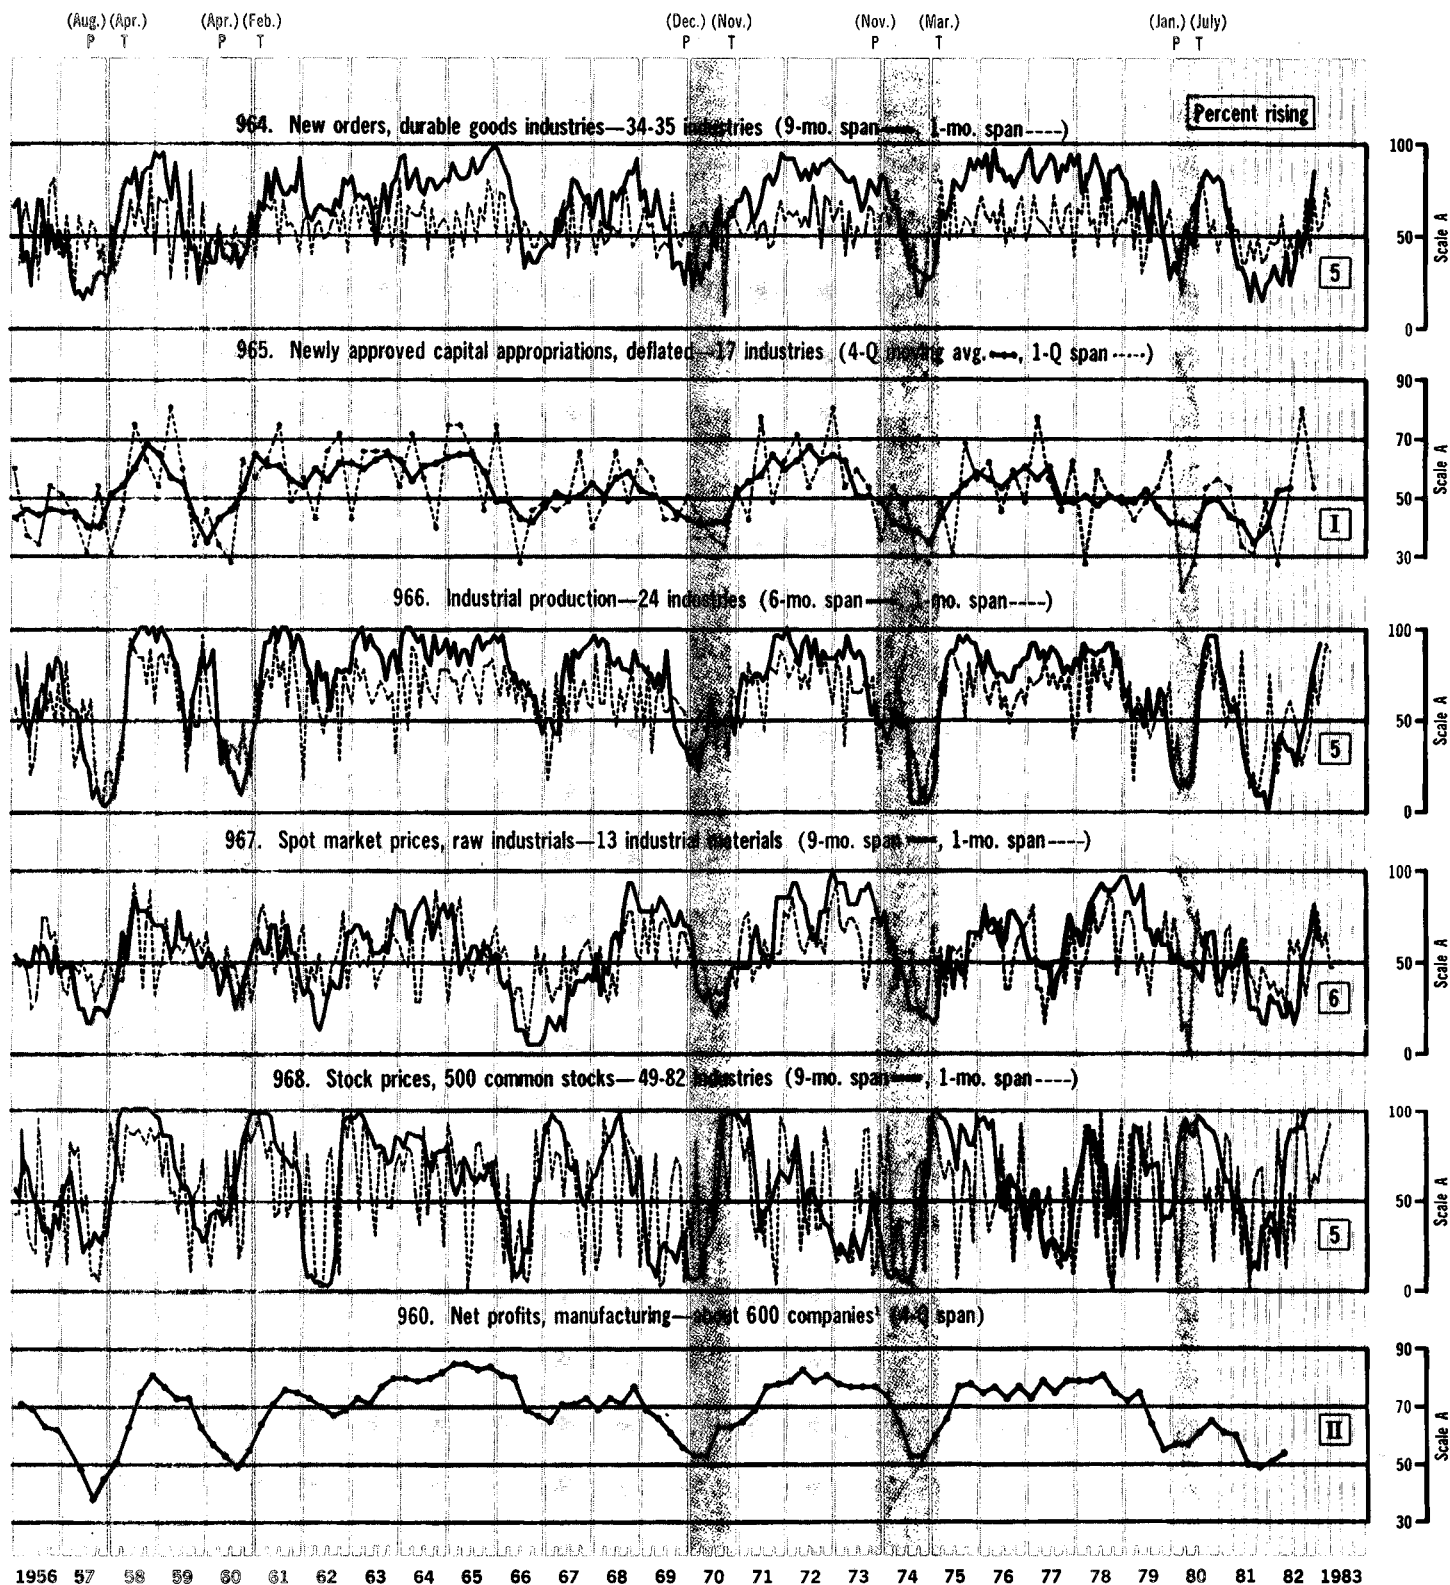 (Aug.) (Apr.) (Apr.) (Feb.) (Dec.) (Nov.) (Nov.) (Mar.) (Jan.) (July)
P T P T P T P T P T
Percent rising
964. New orders, durable goods industries—34-35 industries (9-mo. span——, 1-mo. span----)
100
50
0
Scale A
5
965. Newly approved capital appropriations, deflated—17 industries (4-Q moving avg.——, 1-Q span-----)
90
70
50
30
Scale A
I
966. Industrial production—24 industries (6-mo. span——, 1-mo. span----)
100
50
0
Scale A
5
967. Spot market prices, raw industrials—13 industrial materials (9-mo. span——, 1-mo. span----)
100
50
0
Scale A
6
968. Stock prices, 500 common stocks—49-82 industries (9-mo. span——, 1-mo. span----)
100
50
0
Scale A
5
960. Net profits, manufacturing—about 600 companies¹ (4-Q span)
90
70
50
30
Scale A
II
1956 57 58 59 60 61 62 63 64 65 66 67 68 69 70 71 72 73 74 75 76 77 78 79 80 81 82 1983